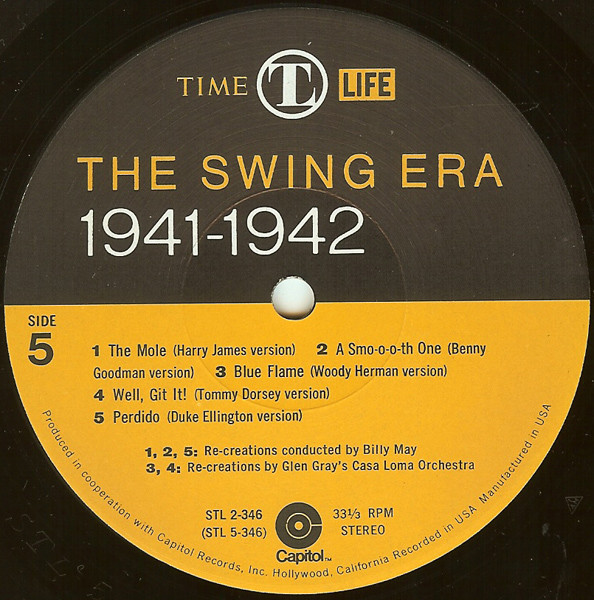 TIME TL LIFE
THE SWING ERA
1941-1942
SIDE
5
1 The Mole (Harry James version) 2 A Smo-o-o-th One (Benny
Goodman version) 3 Blue Flame (Woody Herman version)
4 Well, Git It! (Tommy Dorsey version)
5 Perdido (Duke Ellington version)
1, 2, 5: Re-creations conducted by Billy May
3, 4: Re-creations by Glen Gray's Casa Loma Orchestra
STL 2-346
(STL 5-346)
33⅓ RPM
STEREO
Capitol™
Produced in cooperation with Capitol Records, Inc. Hollywood, California Recorded in USA Manufactured in USA